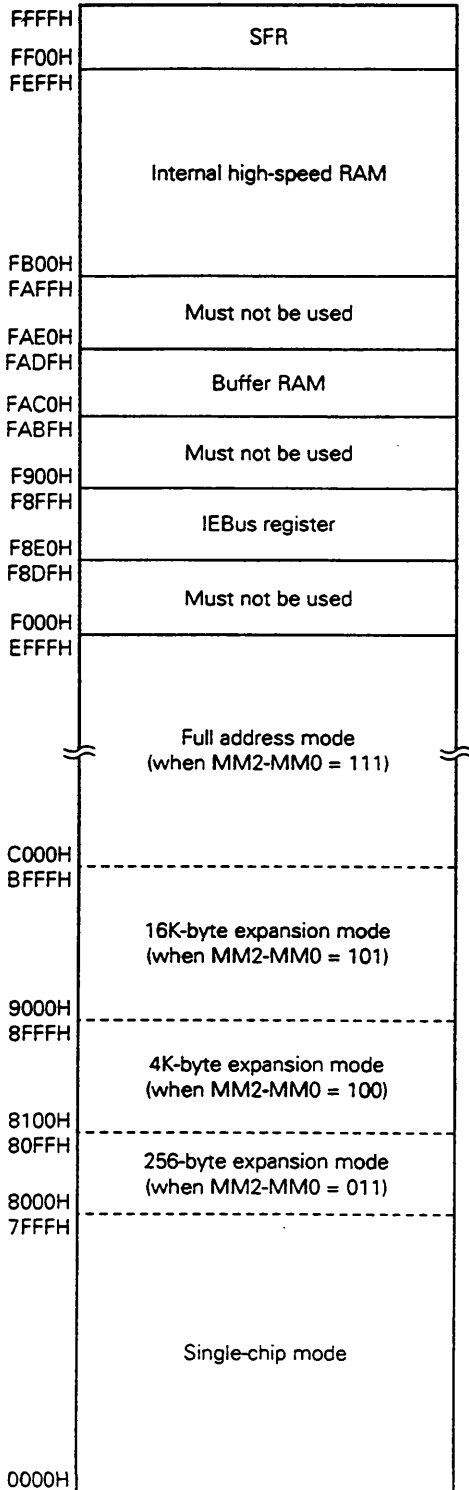 FFFFH
SFR
FF00H
FEFFH
Internal high-speed RAM
FB00H
FAFFH
Must not be used
FAE0H
FADFH
Buffer RAM
FAC0H
FABFH
Must not be used
F900H
F8FFH
IEBus register
F8E0H
F8DFH
Must not be used
F000H
EFFFH
Full address mode
(when MM2-MM0 = 111)
C000H
BFFFH
16K-byte expansion mode
(when MM2-MM0 = 101)
9000H
8FFFH
4K-byte expansion mode
(when MM2-MM0 = 100)
8100H
80FFH
256-byte expansion mode
(when MM2-MM0 = 011)
8000H
7FFFH
Single-chip mode
0000H